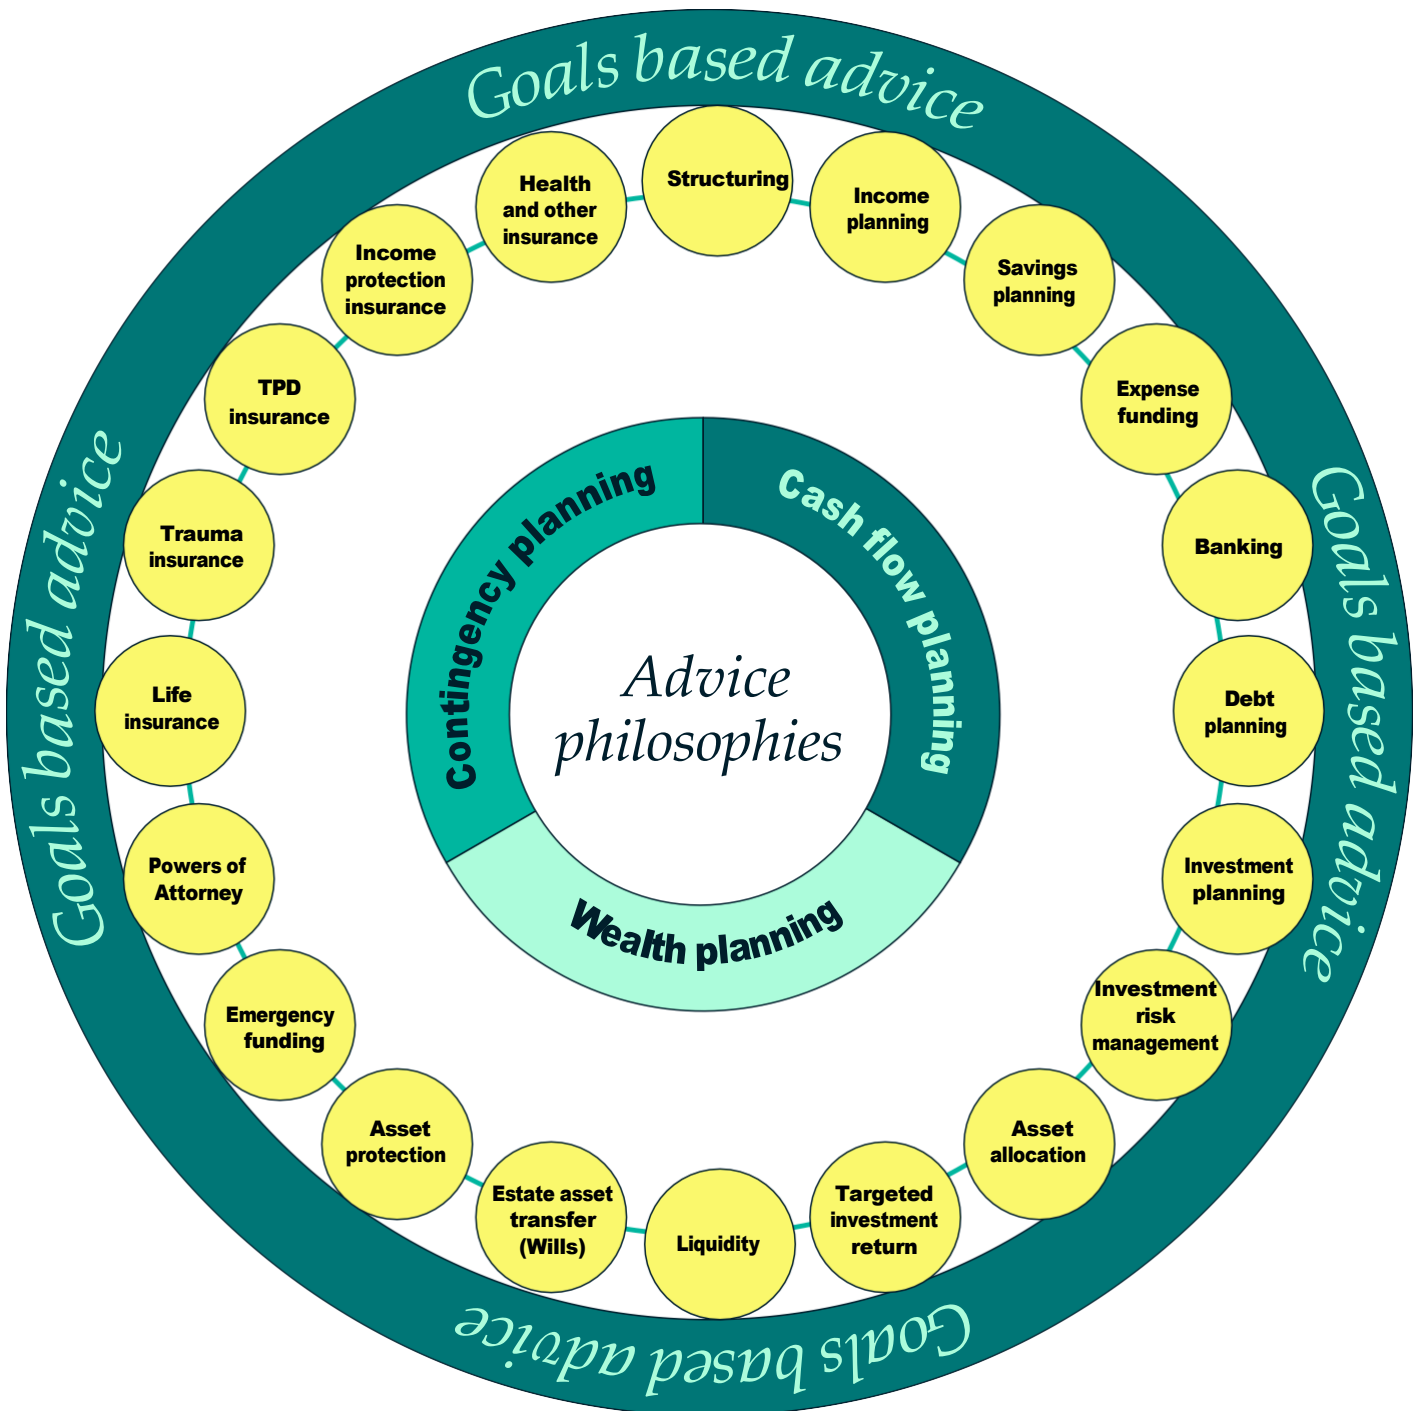 Goals based advice
Structuring
Income
planning
Savings
planning
Expense
funding
Banking
Debt
planning
Investment
planning
Investment
risk
management
Asset
allocation
Targeted
investment
return
Liquidity
Estate asset
transfer
(Wills)
Asset
protection
Emergency
funding
Powers of
Attorney
Life
insurance
Trauma
insurance
TPD
insurance
Income
protection
insurance
Health
and other
insurance
Goals based advice
Goals based advice
Goals based advice
Contingency planning
Cash flow planning
Wealth planning
Advice
philosophies